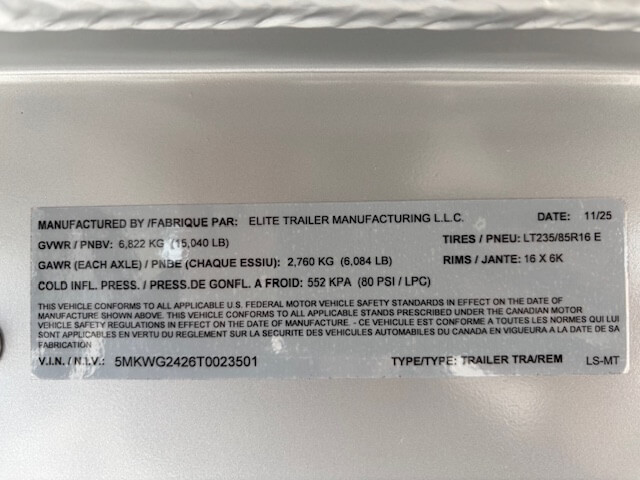 MANUFACTURED BY /FABRIQUE PAR: ELITE TRAILER MANUFACTURING L.L.C. DATE: 11/25
GVWR / PNBV: 6,822 KG (15,040 LB) TIRES / PNEU: LT235/85R16 E
GAWR (EACH AXLE) / PNBE (CHAQUE ESSIU): 2,760 KG (6,084 LB) RIMS / JANTE: 16 X 6K
COLD INFL. PRESS. / PRESS.DE GONFL. A FROID: 552 KPA (80 PSI / LPC)
THIS VEHICLE CONFORMS TO ALL APPLICABLE U.S. FEDERAL MOTOR VEHICLE SAFETY STANDARDS IN EFFECT ON THE DATE OF
MANUFACTURE SHOWN ABOVE. THIS VEHICLE CONFORMS TO ALL APPLICABLE STANDS PRESCRIBED UNDER THE CANADIAN MOTOR
VEHICLE SAFETY REGULATIONS IN EFFECT ON THE DATE OF MANUFACTURE. - CE VEHICULE EST CONFORME A TOUTES LES NORMES QUI LUI
SONT APPLICABLES EN VERTU DU REGLEMENT SUR LA SECURITE DES VEHICULES AUTOMOBILES DU CANADA EN VIGUEURA A LA DATE DE SA
FABRICATION
V.I.N. / N.I.V.: 5MKWG2426T0023501 TYPE/TYPE: TRAILER TRA/REM LS-MT